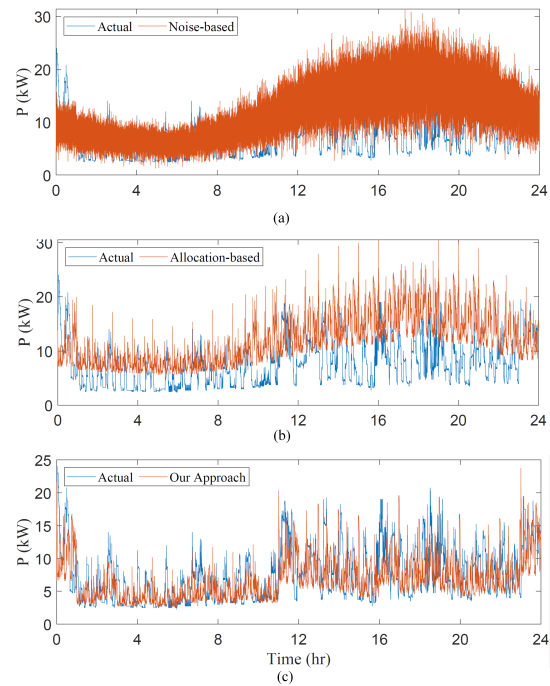 30
Actual
Noise-based
20
10
0
P (kW)
0 4 8 12 16 20 24
(a)
30
Actual
Allocation-based
20
10
0
P (kW)
0 4 8 12 16 20 24
(b)
25
Actual
Our Approach
20
15
10
5
0
P (kW)
0 4 8 12 16 20 24
Time (hr)
(c)